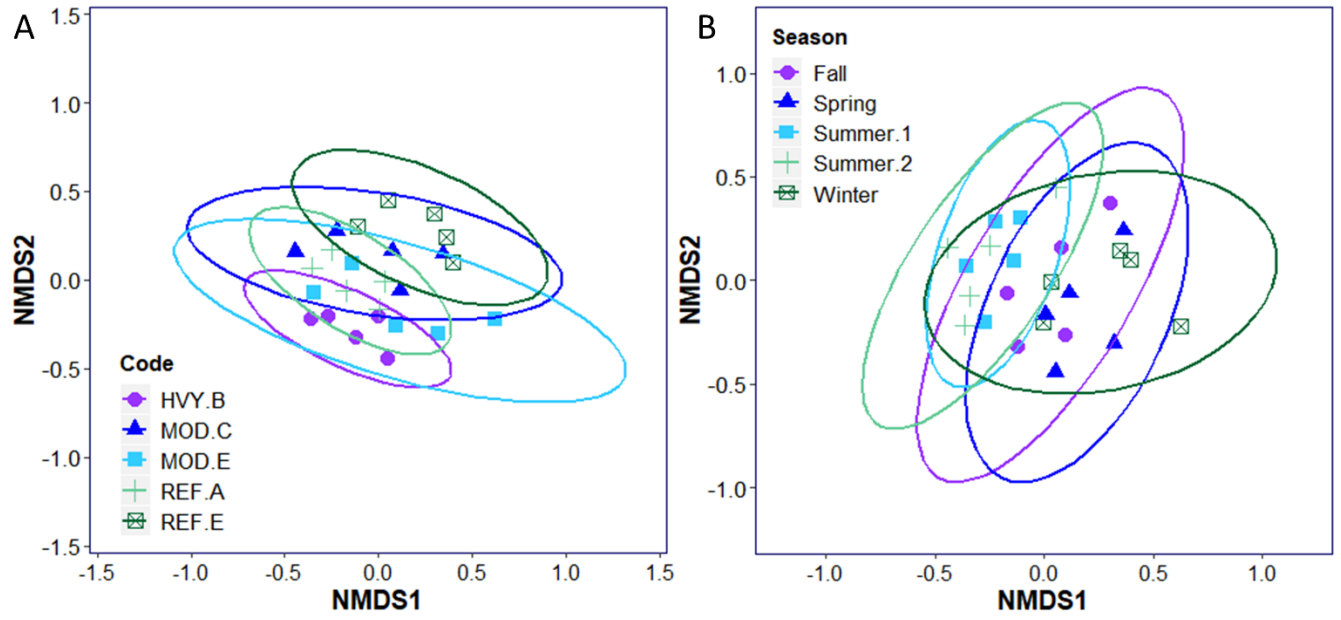 A
1.5
1.0
0.5
0.0
-0.5
-1.0
-1.5
NMDS2
Code
HVY.B
MOD.C
MOD.E
REF.A
REF.E
-1.5 -1.0 -0.5 0.0 0.5 1.0 1.5
NMDS1
B
Season
Fall
Spring
Summer.1
Summer.2
Winter
1.0
0.5
0.0
-0.5
-1.0
NMDS2
-1.0 -0.5 0.0 0.5 1.0
NMDS1